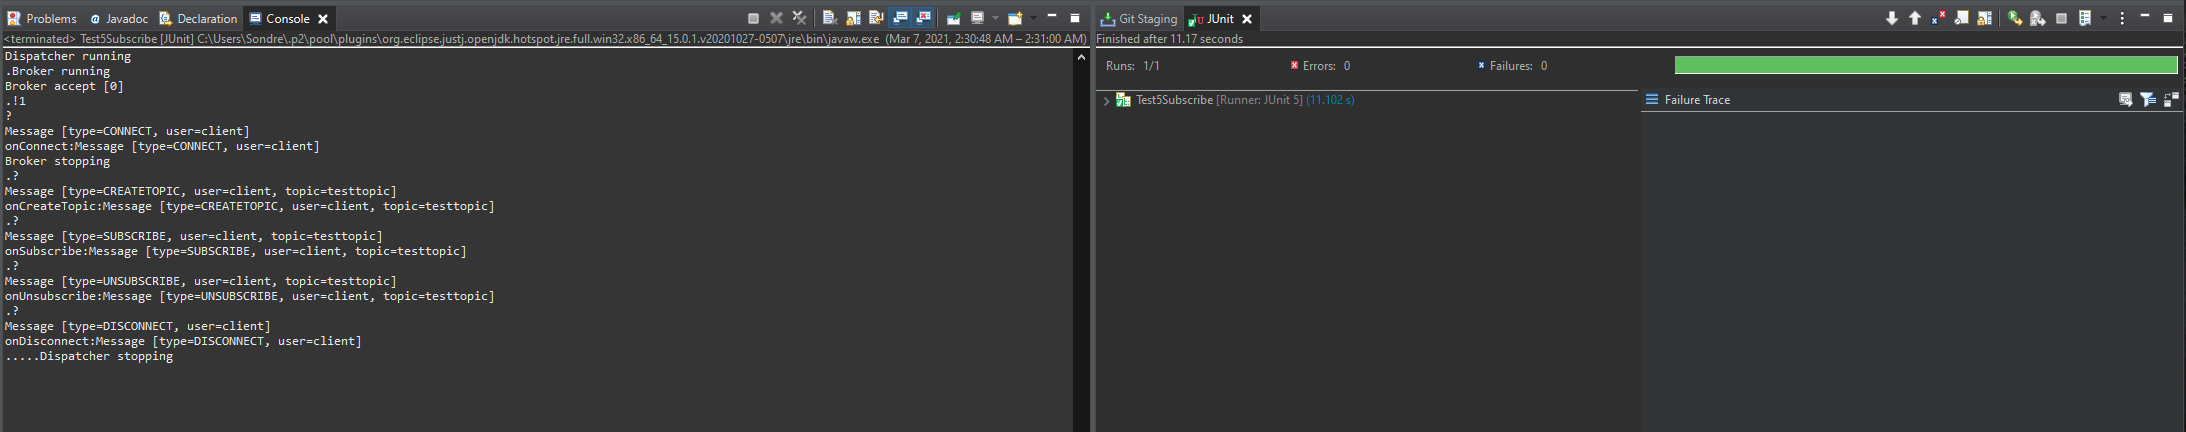 Problems @ Javadoc Declaration Console
<terminated> Test5Subscribe [JUnit] C:\Users\Sondre\.p2\pool\plugins\org.eclipse.justj.openjdk.hotspot.jre.full.win32.x86_64_15.0.1.v20201027-0507\jre\bin\javaw.exe (Mar 7, 2021, 2:30:48 AM – 2:31:00 AM)
Dispatcher running
.Broker running
Broker accept [0]
.!1
?
Message [type=CONNECT, user=client]
onConnect:Message [type=CONNECT, user=client]
Broker stopping
.?
Message [type=CREATETOPIC, user=client, topic=testtopic]
onCreateTopic:Message [type=CREATETOPIC, user=client, topic=testtopic]
.?
Message [type=SUBSCRIBE, user=client, topic=testtopic]
onSubscribe:Message [type=SUBSCRIBE, user=client, topic=testtopic]
.?
Message [type=UNSUBSCRIBE, user=client, topic=testtopic]
onUnsubscribe:Message [type=UNSUBSCRIBE, user=client, topic=testtopic]
.?
Message [type=DISCONNECT, user=client]
onDisconnect:Message [type=DISCONNECT, user=client]
.....Dispatcher stopping
Git Staging JUnit
Finished after 11.17 seconds
Runs: 1/1 Errors: 0 Failures: 0
Test5Subscribe [Runner: JUnit 5] (11.102 s)
Failure Trace